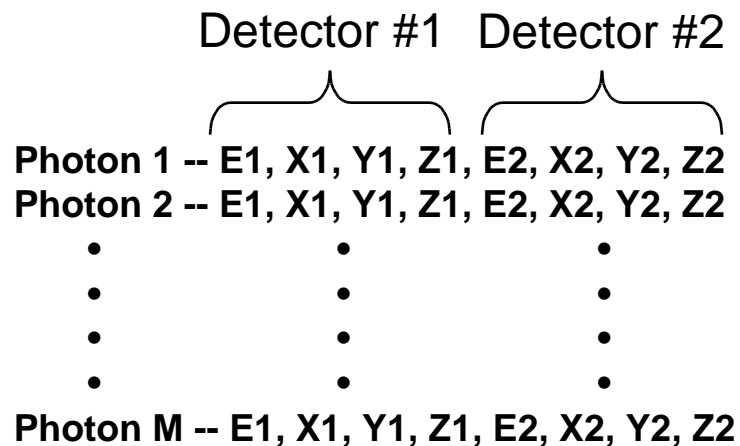 Detector #1 Detector #2
Photon 1 -- E1, X1, Y1, Z1, E2, X2, Y2, Z2
Photon 2 -- E1, X1, Y1, Z1, E2, X2, Y2, Z2
• • •
• • •
• • •
• • •
Photon M -- E1, X1, Y1, Z1, E2, X2, Y2, Z2